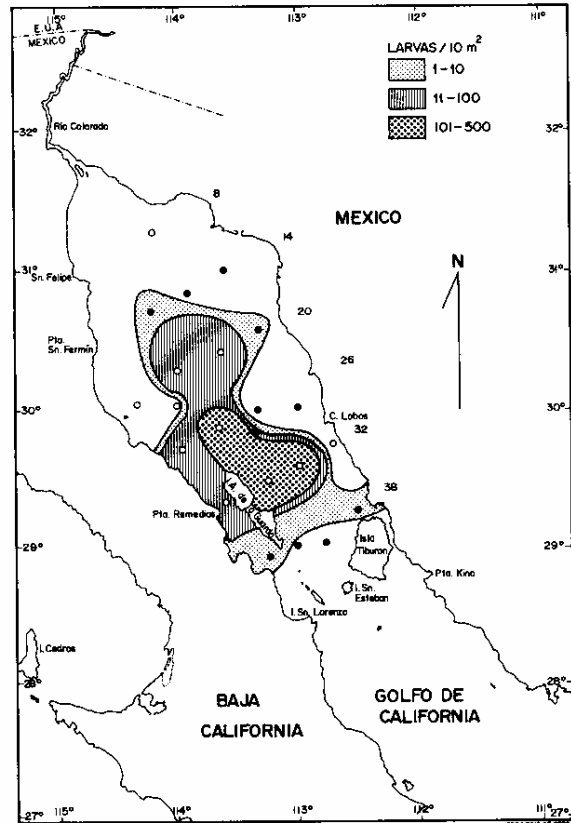 115° 114° 113° 112° 111°
E.U.A
MEXICO
LARVAS / 10 m²
1-10
11-100
101-500
Río Colorado
32° 32°
8
MEXICO
14
31° 31°
Sn. Felipe
N
20
Pta.
Sn. Fermín
26
30° 30°
C. Lobos
32
38
I.A. de
Pta. Remedios
29° 29°
Isla
Tiburon
Pta. Kino
I. Sn.
Esteban
I. Sn. Lorenzo
I. Cedros
28° 28°
BAJA
CALIFORNIA
GOLFO DE
CALIFORNIA
27° 115° 114° 113° 112° 111° 27°